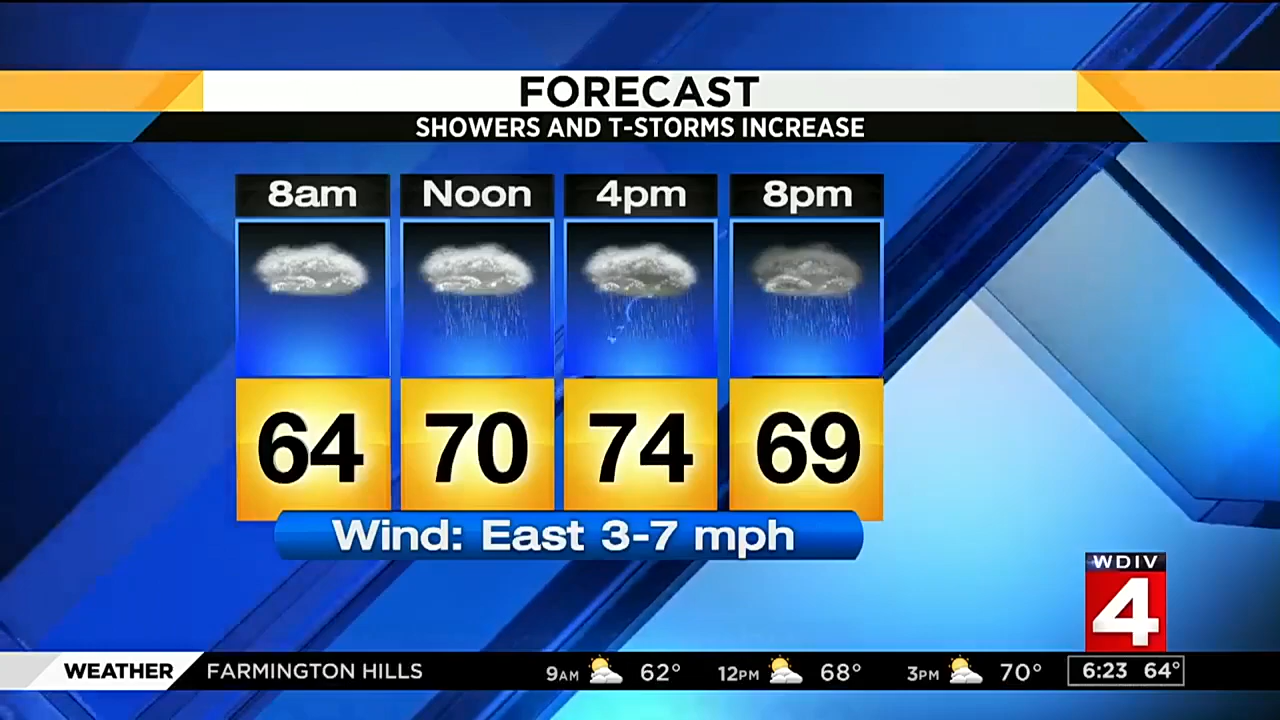 FORECAST
SHOWERS AND T-STORMS INCREASE
8am Noon 4pm 8pm
64 70 74 69
Wind: East 3-7 mph
WDIV
4
WEATHER FARMINGTON HILLS 9AM 62° 12PM 68° 3PM 70° 6:23 64°